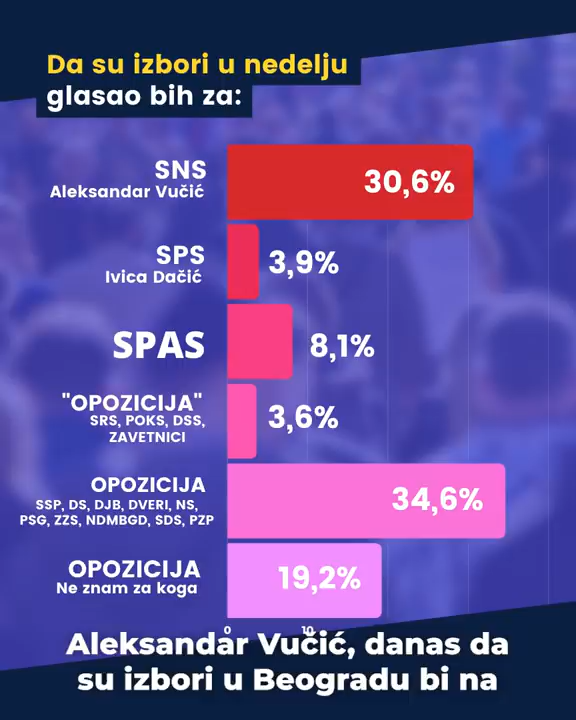 Da su izbori u nedelju
glasao bih za:
SNS
Aleksandar Vučić
30,6%
SPS
Ivica Dačić
3,9%
SPAS
8,1%
"OPOZICIJA"
SRS, POKS, DSS,
ZAVETNICI
3,6%
OPOZICIJA
SSP, DS, DJB, DVERI, NS,
PSG, ZZS, NDMBGD, SDS, PZP
34,6%
OPOZICIJA
Ne znam za koga
19,2%
0 10
Aleksandar Vučić, danas da
su izbori u Beogradu bi na